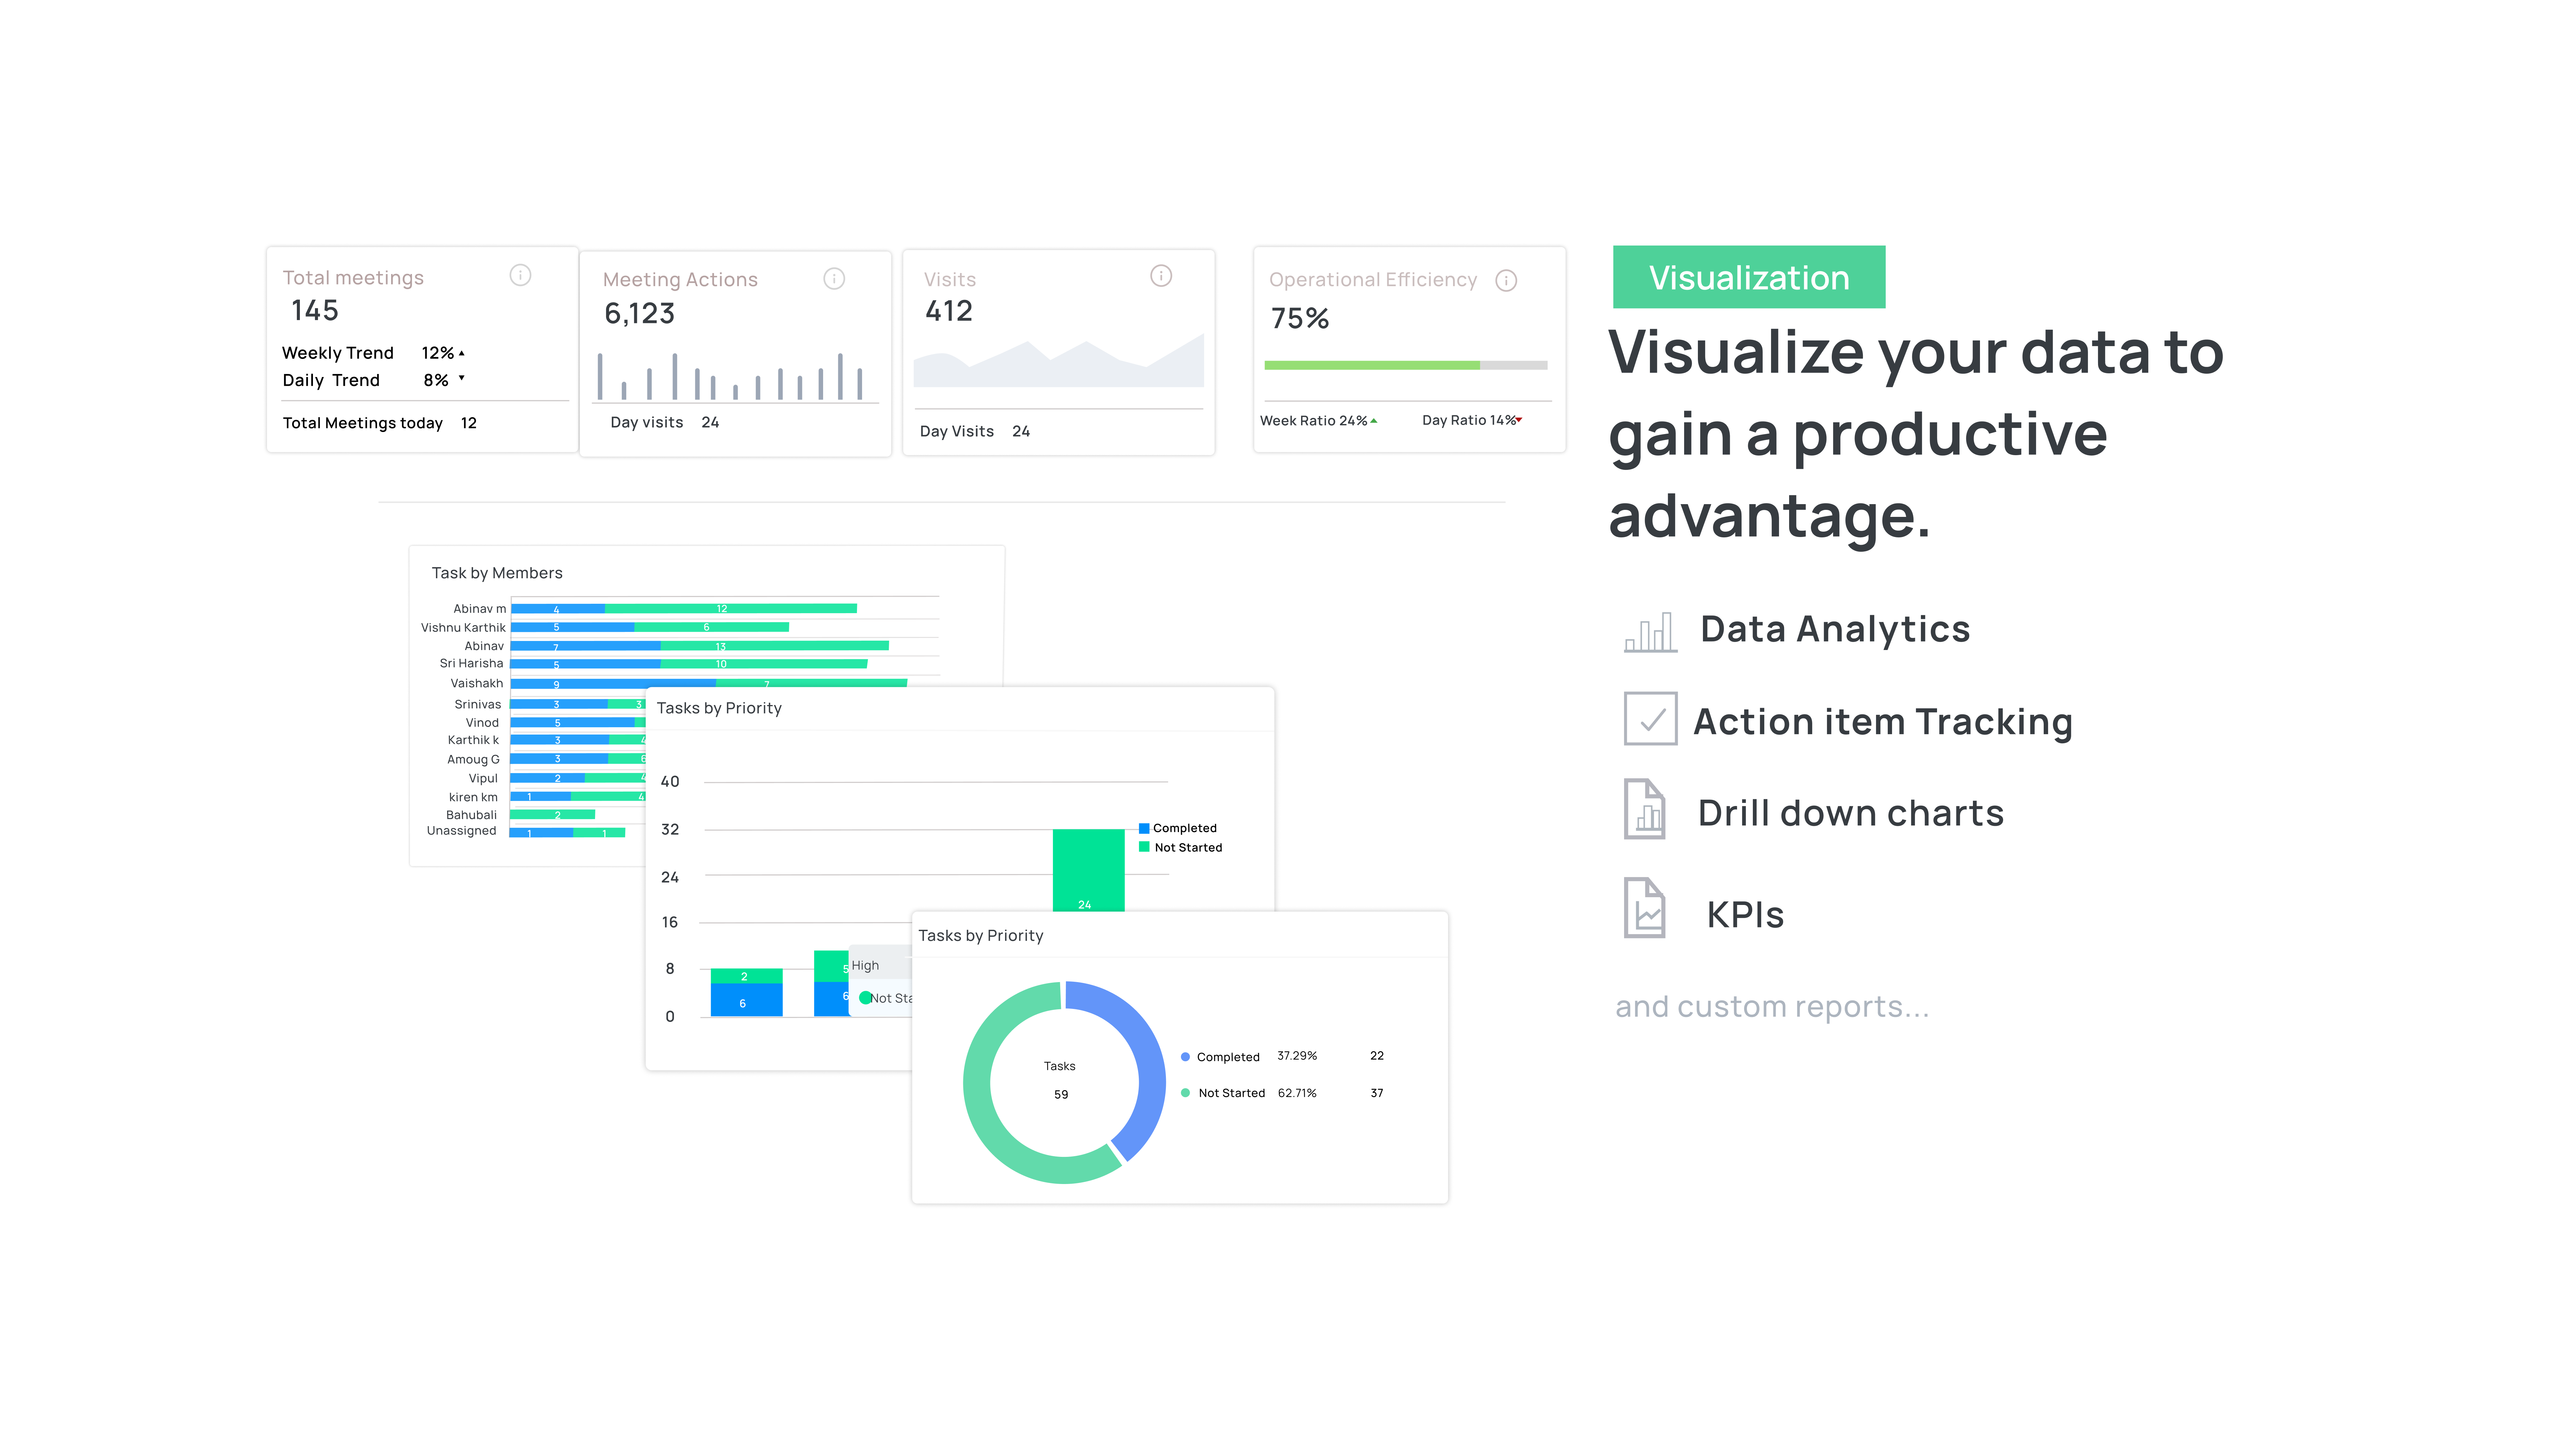 Total meetings
145
Weekly Trend 12%
Daily Trend 8%
Total Meetings today 12
Meeting Actions
6,123
Day visits 24
Visits
412
Day Visits 24
Operational Efficiency
75%
Week Ratio 24%
Day Ratio 14%
Visualization
Visualize your data to
gain a productive
advantage.
Data Analytics
Action item Tracking
Drill down charts
KPIs
and custom reports...
Task by Members
Abinav m 4 12
Vishnu Karthik 5 6
Abinav 7 13
Sri Harisha 5 10
Vaishakh 9 7
Srinivas 3 3
Vinod 5
Karthik k 3 4
Amoug G 3 6
Vipul 2 4
kiren km 1 4
Bahubali 2
Unassigned 1 1
Tasks by Priority
40
32
24
16
8
0
2
6
5
6
24
High
Not Sta
Completed
Not Started
Tasks by Priority
Tasks
59
Completed 37.29% 22
Not Started 62.71% 37